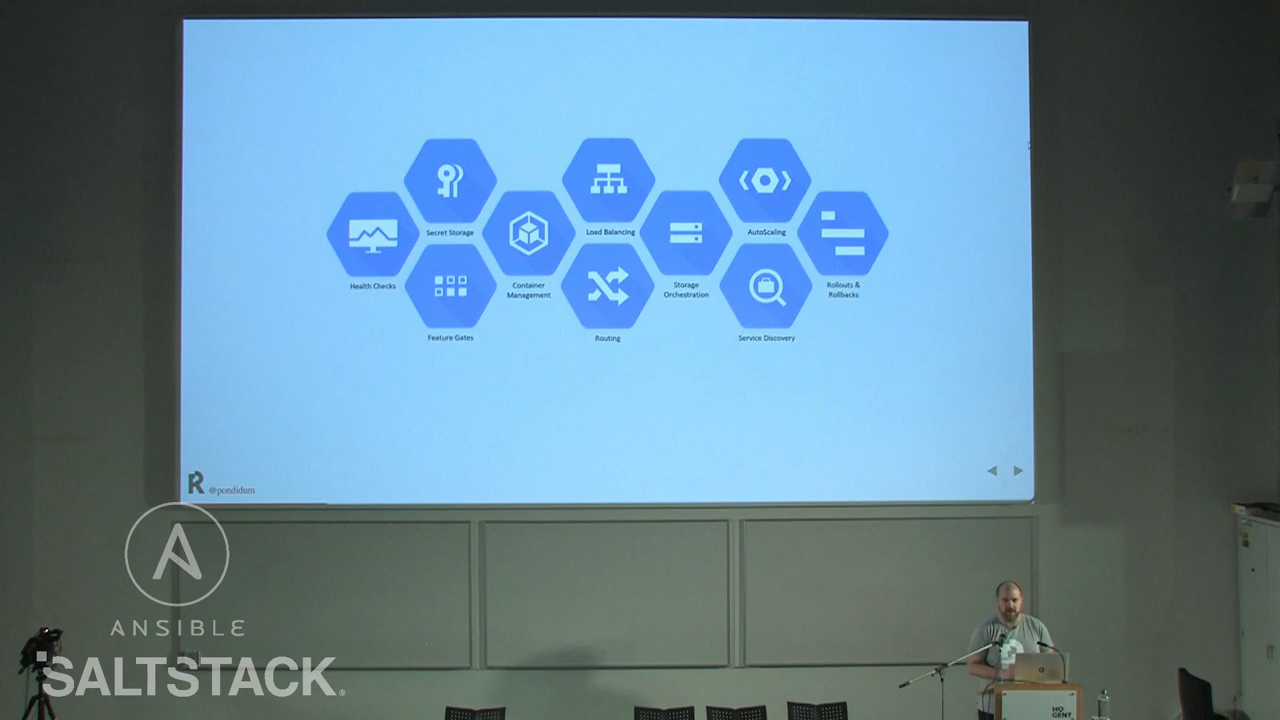 Secret Storage
Load Balancing
AutoScaling
Health Checks
Container
Management
Storage
Orchestration
Rollouts &
Rollbacks
Feature Gates
Routing
Service Discovery
R @pondidum
ANSIBLE
SALTSTACK®
HO
GENT